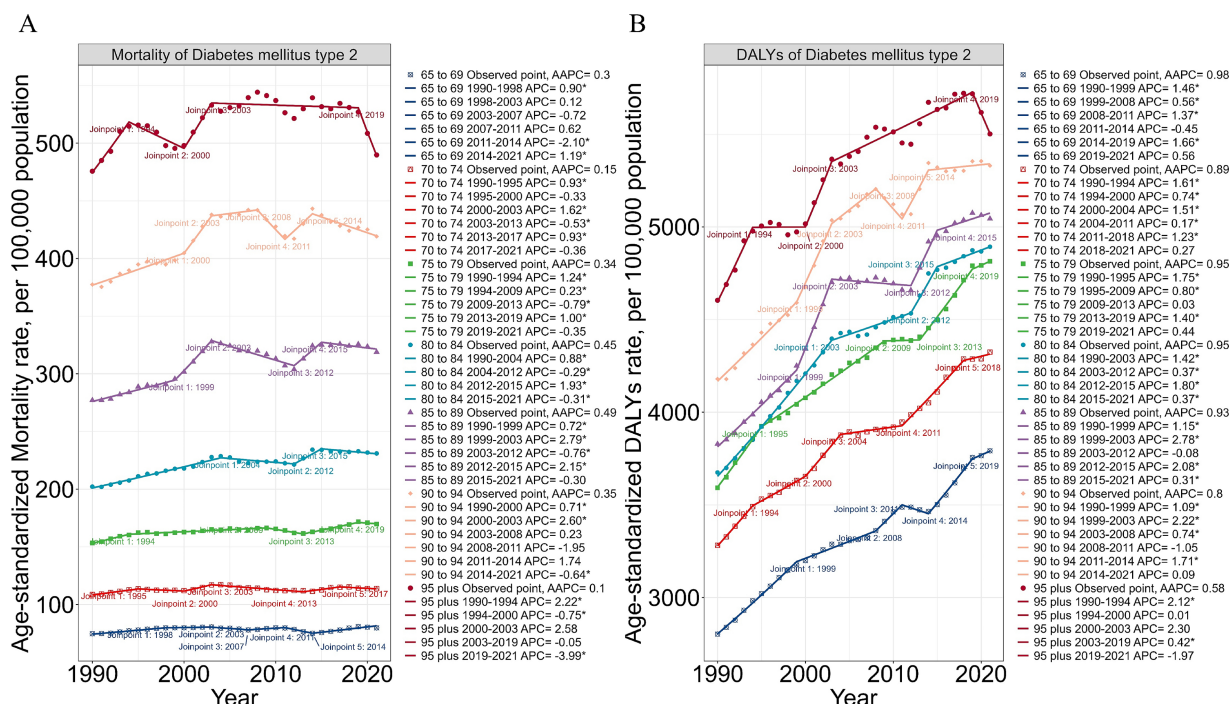 A
Mortality of Diabetes mellitus type 2
Age-standardized Mortality rate, per 100,000 population
500
400
300
200
100
1990
2000
2010
2020
Year
Joinpoint 1: 1994
Joinpoint 2: 2000
Joinpoint 3: 2003
Joinpoint 4: 2019
Joinpoint 1: 2000
Joinpoint 2: 2003
Joinpoint 3: 2008
Joinpoint 4: 2011
Joinpoint 5: 2014
Joinpoint 1: 1999
Joinpoint 2: 2003
Joinpoint 3: 2012
Joinpoint 4: 2015
Joinpoint 1: 2004
Joinpoint 2: 2012
Joinpoint 3: 2015
Joinpoint 1: 1994
Joinpoint 2: 2009
Joinpoint 3: 2013
Joinpoint 4: 2019
Joinpoint 1: 1995
Joinpoint 2: 2000
Joinpoint 3: 2003
Joinpoint 4: 2013
Joinpoint 5: 2017
Joinpoint 1: 1998
Joinpoint 2: 2003
Joinpoint 3: 2007
Joinpoint 4: 2011
Joinpoint 5: 2014
65 to 69 Observed point, AAPC= 0.3
65 to 69 1990-1998 APC= 0.90*
65 to 69 1998-2003 APC= 0.12
65 to 69 2003-2007 APC= -0.72
65 to 69 2007-2011 APC= 0.62
65 to 69 2011-2014 APC= -2.10*
65 to 69 2014-2021 APC= 1.19*
70 to 74 Observed point, AAPC= 0.15
70 to 74 1990-1995 APC= 0.93*
70 to 74 1995-2000 APC= -0.33
70 to 74 2000-2003 APC= 1.62*
70 to 74 2003-2013 APC= -0.53*
70 to 74 2013-2017 APC= 0.93*
70 to 74 2017-2021 APC= -0.36
75 to 79 Observed point, AAPC= 0.34
75 to 79 1990-1994 APC= 1.24*
75 to 79 1994-2009 APC= 0.23*
75 to 79 2009-2013 APC= -0.79*
75 to 79 2013-2019 APC= 1.00*
75 to 79 2019-2021 APC= -0.35
80 to 84 Observed point, AAPC= 0.45
80 to 84 1990-2004 APC= 0.88*
80 to 84 2004-2012 APC= -0.29*
80 to 84 2012-2015 APC= 1.93*
80 to 84 2015-2021 APC= -0.31*
85 to 89 Observed point, AAPC= 0.49
85 to 89 1990-1999 APC= 0.72*
85 to 89 1999-2003 APC= 2.79*
85 to 89 2003-2012 APC= -0.76*
85 to 89 2012-2015 APC= 2.15*
85 to 89 2015-2021 APC= -0.30
90 to 94 Observed point, AAPC= 0.35
90 to 94 1990-2000 APC= 0.71*
90 to 94 2000-2003 APC= 2.60*
90 to 94 2003-2008 APC= 0.23
90 to 94 2008-2011 APC= -1.95
90 to 94 2011-2014 APC= 1.74
90 to 94 2014-2021 APC= -0.64*
95 plus Observed point, AAPC= 0.1
95 plus 1990-1994 APC= 2.22*
95 plus 1994-2000 APC= -0.75*
95 plus 2000-2003 APC= 2.58
95 plus 2003-2019 APC= -0.05
95 plus 2019-2021 APC= -3.99*
B
DALYs of Diabetes mellitus type 2
Age-standardized DALYs rate, per 100,000 population
5000
4000
3000
1990
2000
2010
2020
Year
Joinpoint 1: 1994
Joinpoint 2: 2000
Joinpoint 3: 2003
Joinpoint 4: 2019
Joinpoint 1: 1999
Joinpoint 2: 2003
Joinpoint 3: 2008
Joinpoint 4: 2011
Joinpoint 5: 2014
Joinpoint 1: 1999
Joinpoint 2: 2003
Joinpoint 3: 2012
Joinpoint 4: 2015
Joinpoint 1: 2003
Joinpoint 2: 2012
Joinpoint 3: 2015
Joinpoint 1: 1995
Joinpoint 2: 2009
Joinpoint 3: 2013
Joinpoint 4: 2019
Joinpoint 1: 1994
Joinpoint 2: 2000
Joinpoint 3: 2004
Joinpoint 4: 2011
Joinpoint 5: 2018
Joinpoint 1: 1999
Joinpoint 2: 2008
Joinpoint 3: 2011
Joinpoint 4: 2014
Joinpoint 5: 2019
65 to 69 Observed point, AAPC= 0.98
65 to 69 1990-1999 APC= 1.46*
65 to 69 1999-2008 APC= 0.56*
65 to 69 2008-2011 APC= 1.37*
65 to 69 2011-2014 APC= -0.45
65 to 69 2014-2019 APC= 1.66*
65 to 69 2019-2021 APC= 0.56
70 to 74 Observed point, AAPC= 0.89
70 to 74 1990-1994 APC= 1.61*
70 to 74 1994-2000 APC= 0.74*
70 to 74 2000-2004 APC= 1.51*
70 to 74 2004-2011 APC= 0.17*
70 to 74 2011-2018 APC= 1.23*
70 to 74 2018-2021 APC= 0.27
75 to 79 Observed point, AAPC= 0.95
75 to 79 1990-1995 APC= 1.75*
75 to 79 1995-2009 APC= 0.80*
75 to 79 2009-2013 APC= 0.03
75 to 79 2013-2019 APC= 1.40*
75 to 79 2019-2021 APC= 0.44
80 to 84 Observed point, AAPC= 0.95
80 to 84 1990-2003 APC= 1.42*
80 to 84 2003-2012 APC= 0.37*
80 to 84 2012-2015 APC= 1.80*
80 to 84 2015-2021 APC= 0.37*
85 to 89 Observed point, AAPC= 0.93
85 to 89 1990-1999 APC= 1.15*
85 to 89 1999-2003 APC= 2.78*
85 to 89 2003-2012 APC= -0.08
85 to 89 2012-2015 APC= 2.08*
85 to 89 2015-2021 APC= 0.31*
90 to 94 Observed point, AAPC= 0.8
90 to 94 1990-1999 APC= 1.09*
90 to 94 1999-2003 APC= 2.22*
90 to 94 2003-2008 APC= 0.74*
90 to 94 2008-2011 APC= -1.05
90 to 94 2011-2014 APC= 1.71*
90 to 94 2014-2021 APC= 0.09
95 plus Observed point, AAPC= 0.58
95 plus 1990-1994 APC= 2.12*
95 plus 1994-2000 APC= 0.01
95 plus 2000-2003 APC= 2.30
95 plus 2003-2019 APC= 0.42*
95 plus 2019-2021 APC= -1.97